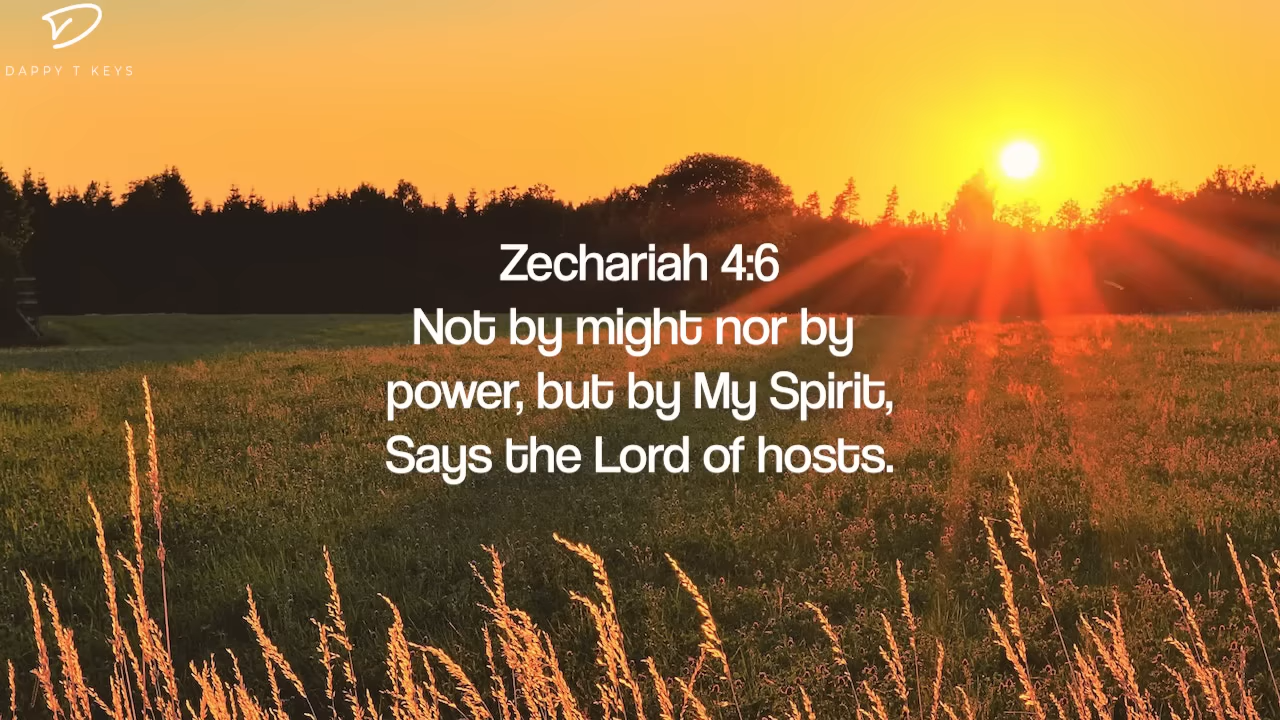 DAPPY T KEYS
Zechariah 4:6
Not by might nor by
power, but by My Spirit,
Says the Lord of hosts.